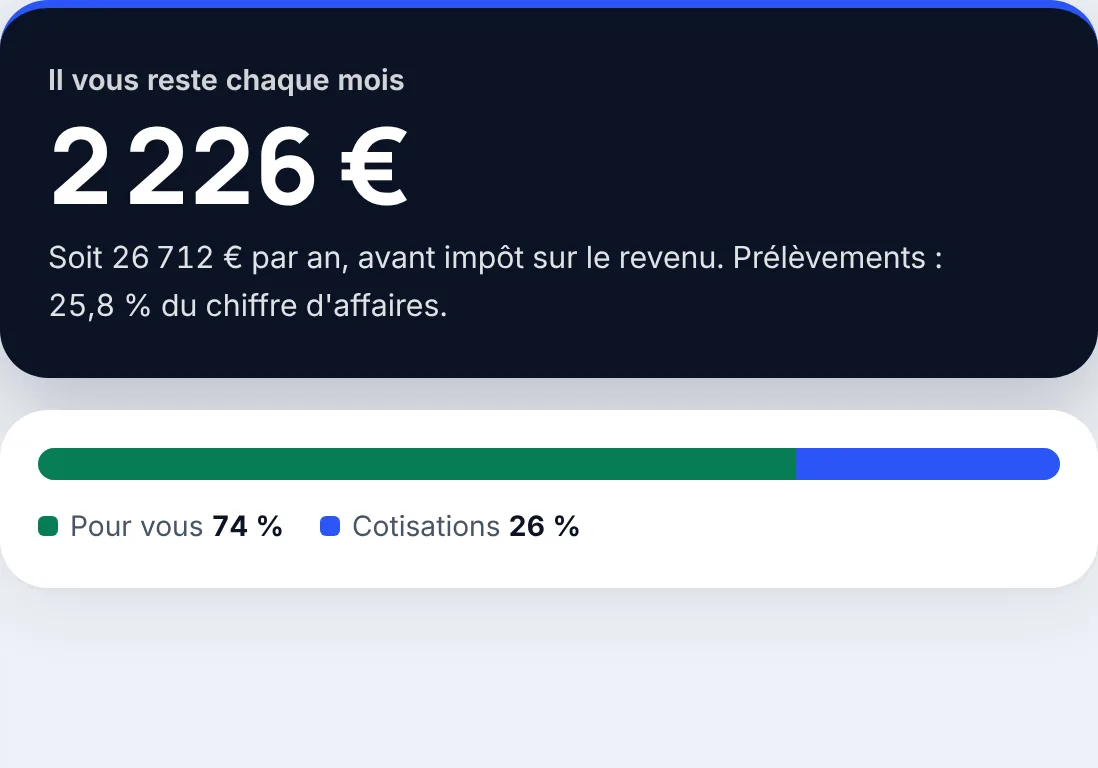 Il vous reste chaque mois
2 226 €
Soit 26 712 € par an, avant impôt sur le revenu. Prélèvements :
25,8 % du chiffre d'affaires.
Pour vous 74 % Cotisations 26 %